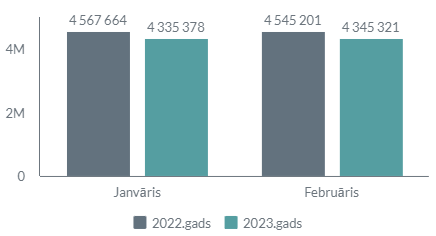 4 567 664
4 335 378
4 545 201
4 345 321
4M
2M
0
Janvāris
Februāris
2022.gads
2023.gads